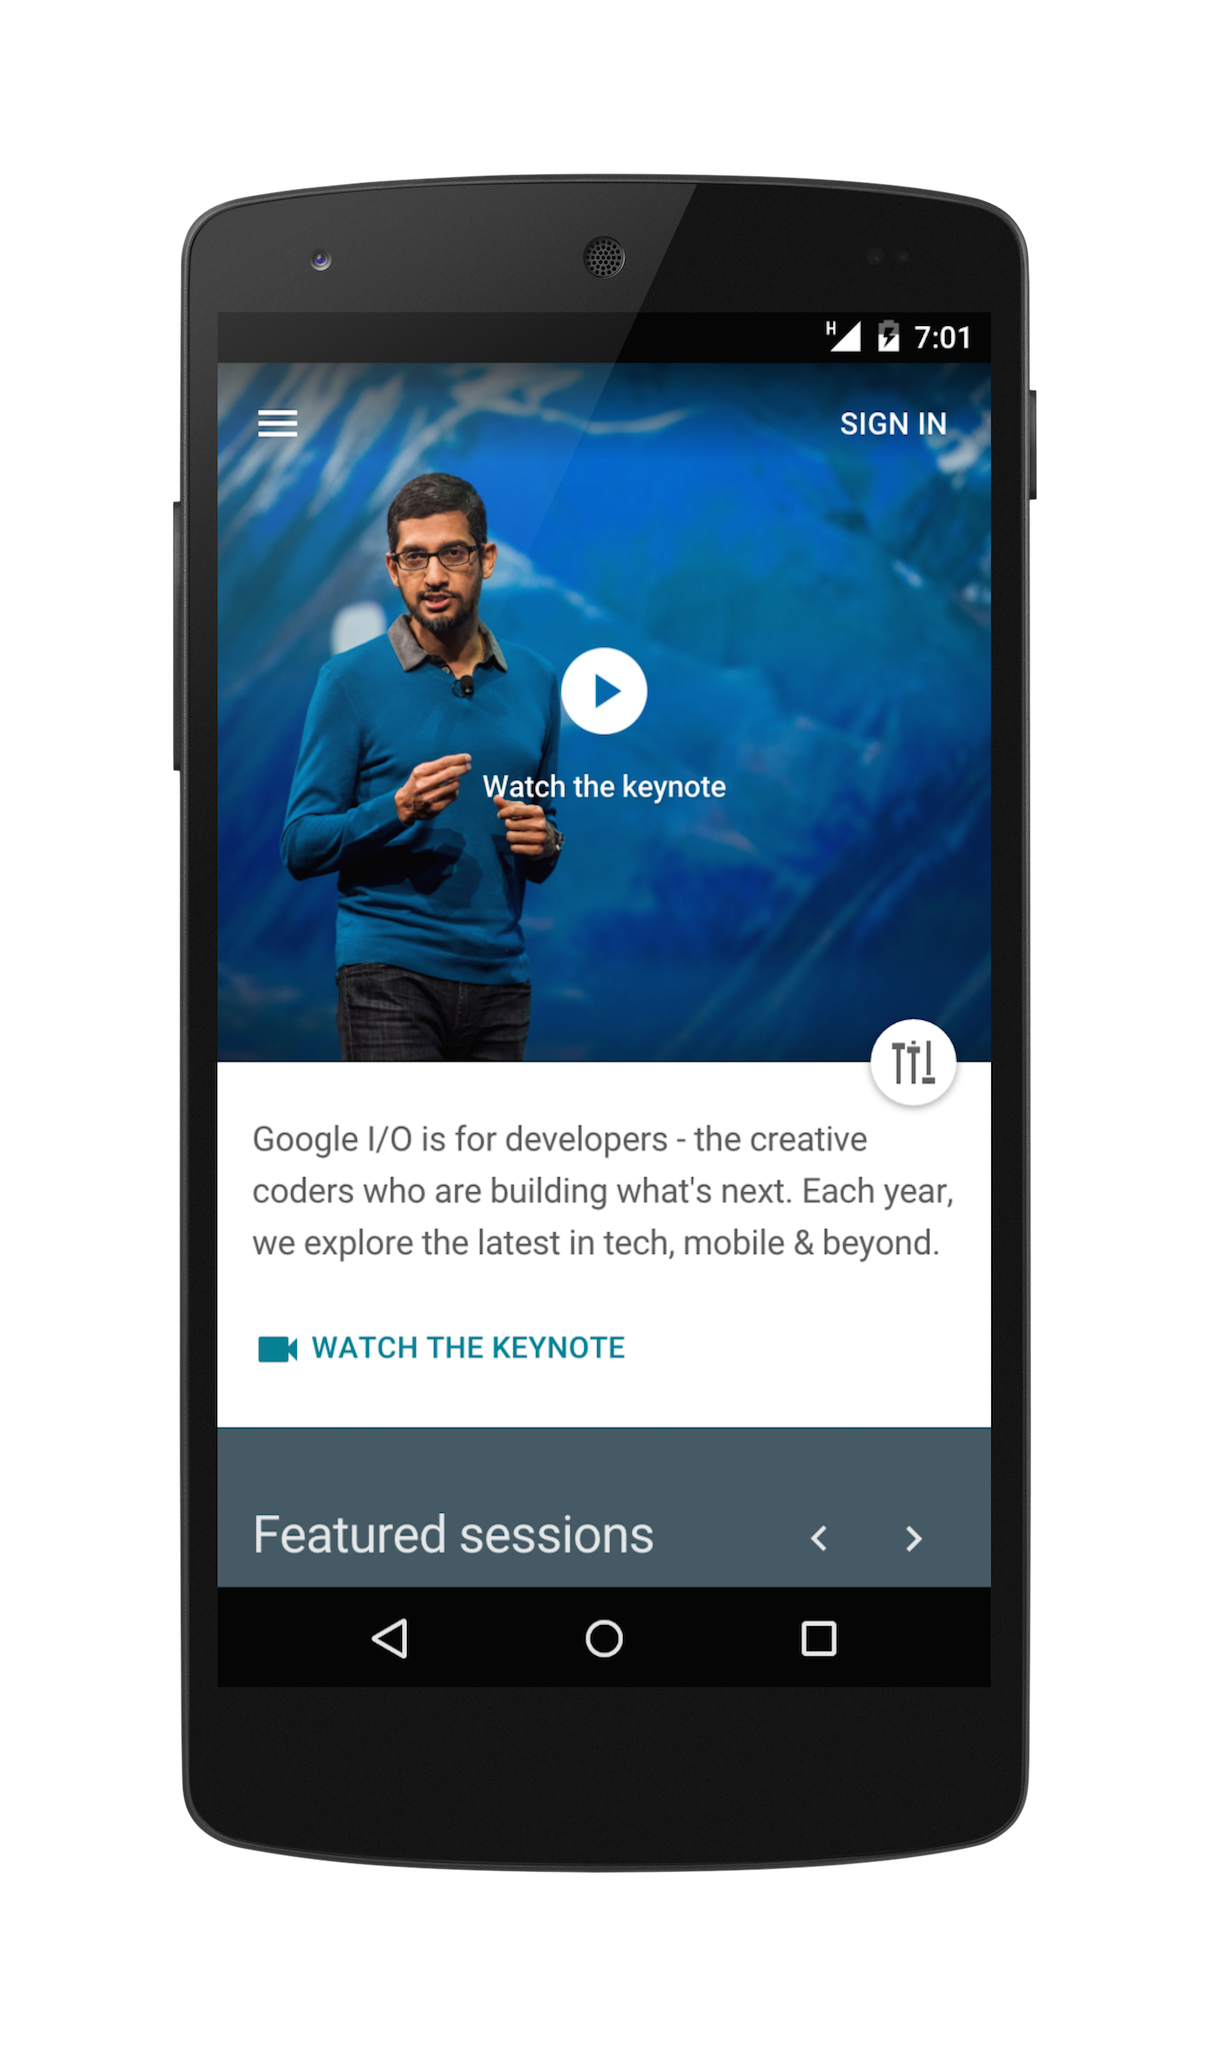 H 7:01
SIGN IN
Watch the keynote
Google I/O is for developers - the creative
coders who are building what's next. Each year,
we explore the latest in tech, mobile & beyond.
WATCH THE KEYNOTE
Featured sessions